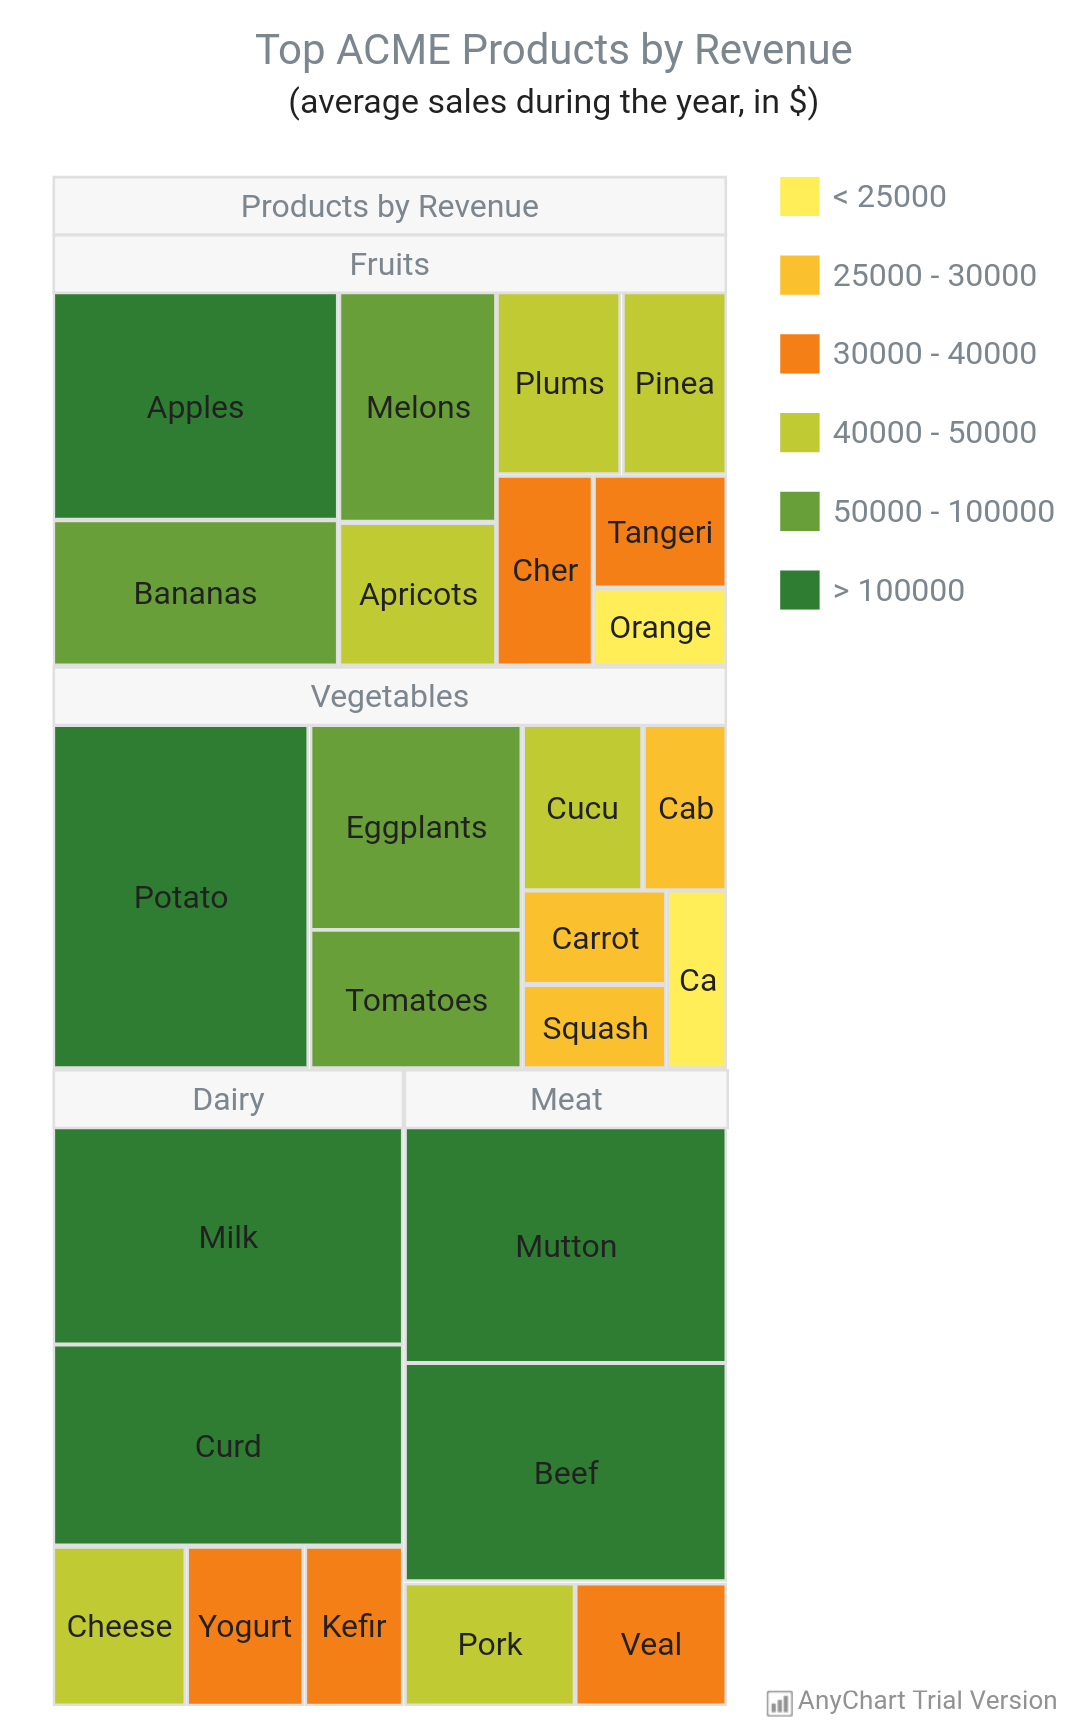 Top ACME Products by Revenue
(average sales during the year, in $)
Products by Revenue
Fruits
Apples
Melons
Plums
Pinea
Bananas
Apricots
Cher
Tangeri
Orange
Vegetables
Potato
Eggplants
Tomatoes
Cucu
Cab
Carrot
Squash
Ca
Dairy
Milk
Curd
Cheese
Yogurt
Kefir
Meat
Mutton
Beef
Pork
Veal
< 25000
25000 - 30000
30000 - 40000
40000 - 50000
50000 - 100000
> 100000
AnyChart Trial Version